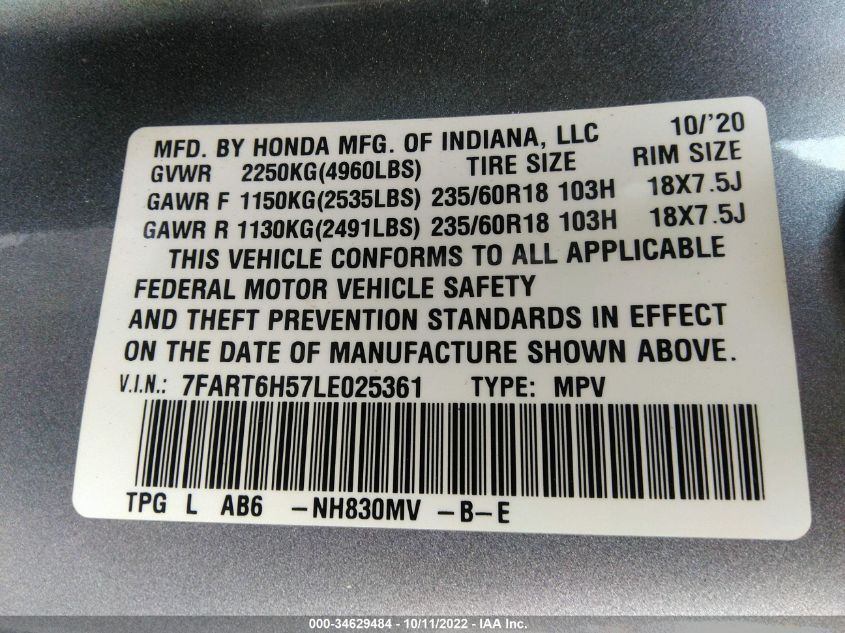 MFD. BY HONDA MFG. OF INDIANA, LLC 10/'20
GVWR 2250KG(4960LBS) TIRE SIZE RIM SIZE
GAWR F 1150KG(2535LBS) 235/60R18 103H 18X7.5J
GAWR R 1130KG(2491LBS) 235/60R18 103H 18X7.5J
THIS VEHICLE CONFORMS TO ALL APPLICABLE
FEDERAL MOTOR VEHICLE SAFETY
AND THEFT PREVENTION STANDARDS IN EFFECT
ON THE DATE OF MANUFACTURE SHOWN ABOVE.
V.I.N.: 7FART6H57LE025361 TYPE: MPV
TPG L AB6 -NH830MV -B-E
000-34629484 - 10/11/2022 - IAA Inc.